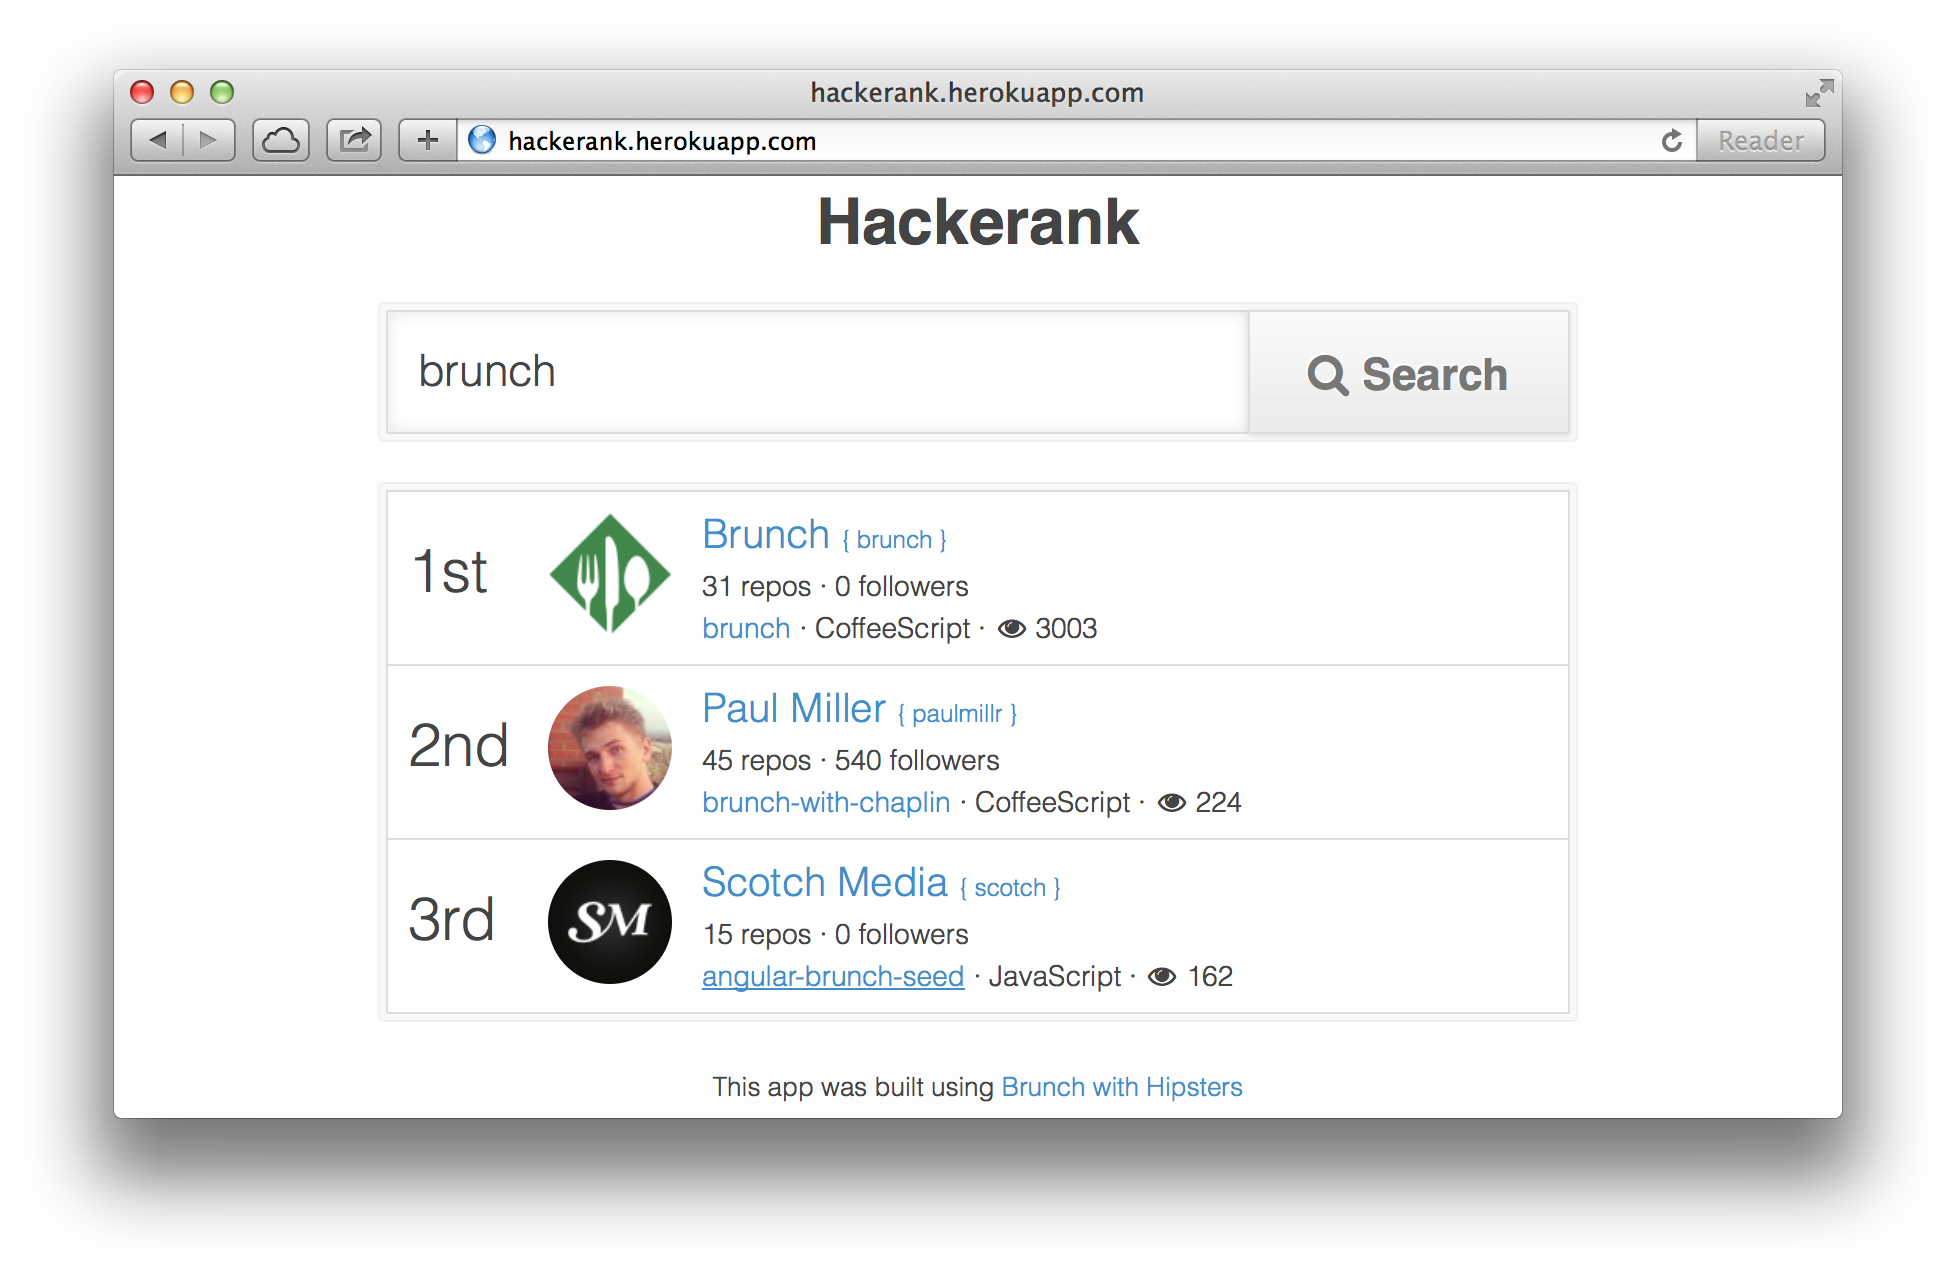 hackerank.herokuapp.com
hackerank.herokuapp.com
Reader
Hackerank
brunch
Search
1st
Brunch { brunch }
31 repos · 0 followers
brunch · CoffeeScript · 3003
2nd
Paul Miller { paulmillr }
45 repos · 540 followers
brunch-with-chaplin · CoffeeScript · 224
3rd
SM
Scotch Media { scotch }
15 repos · 0 followers
angular-brunch-seed · JavaScript · 162
This app was built using Brunch with Hipsters